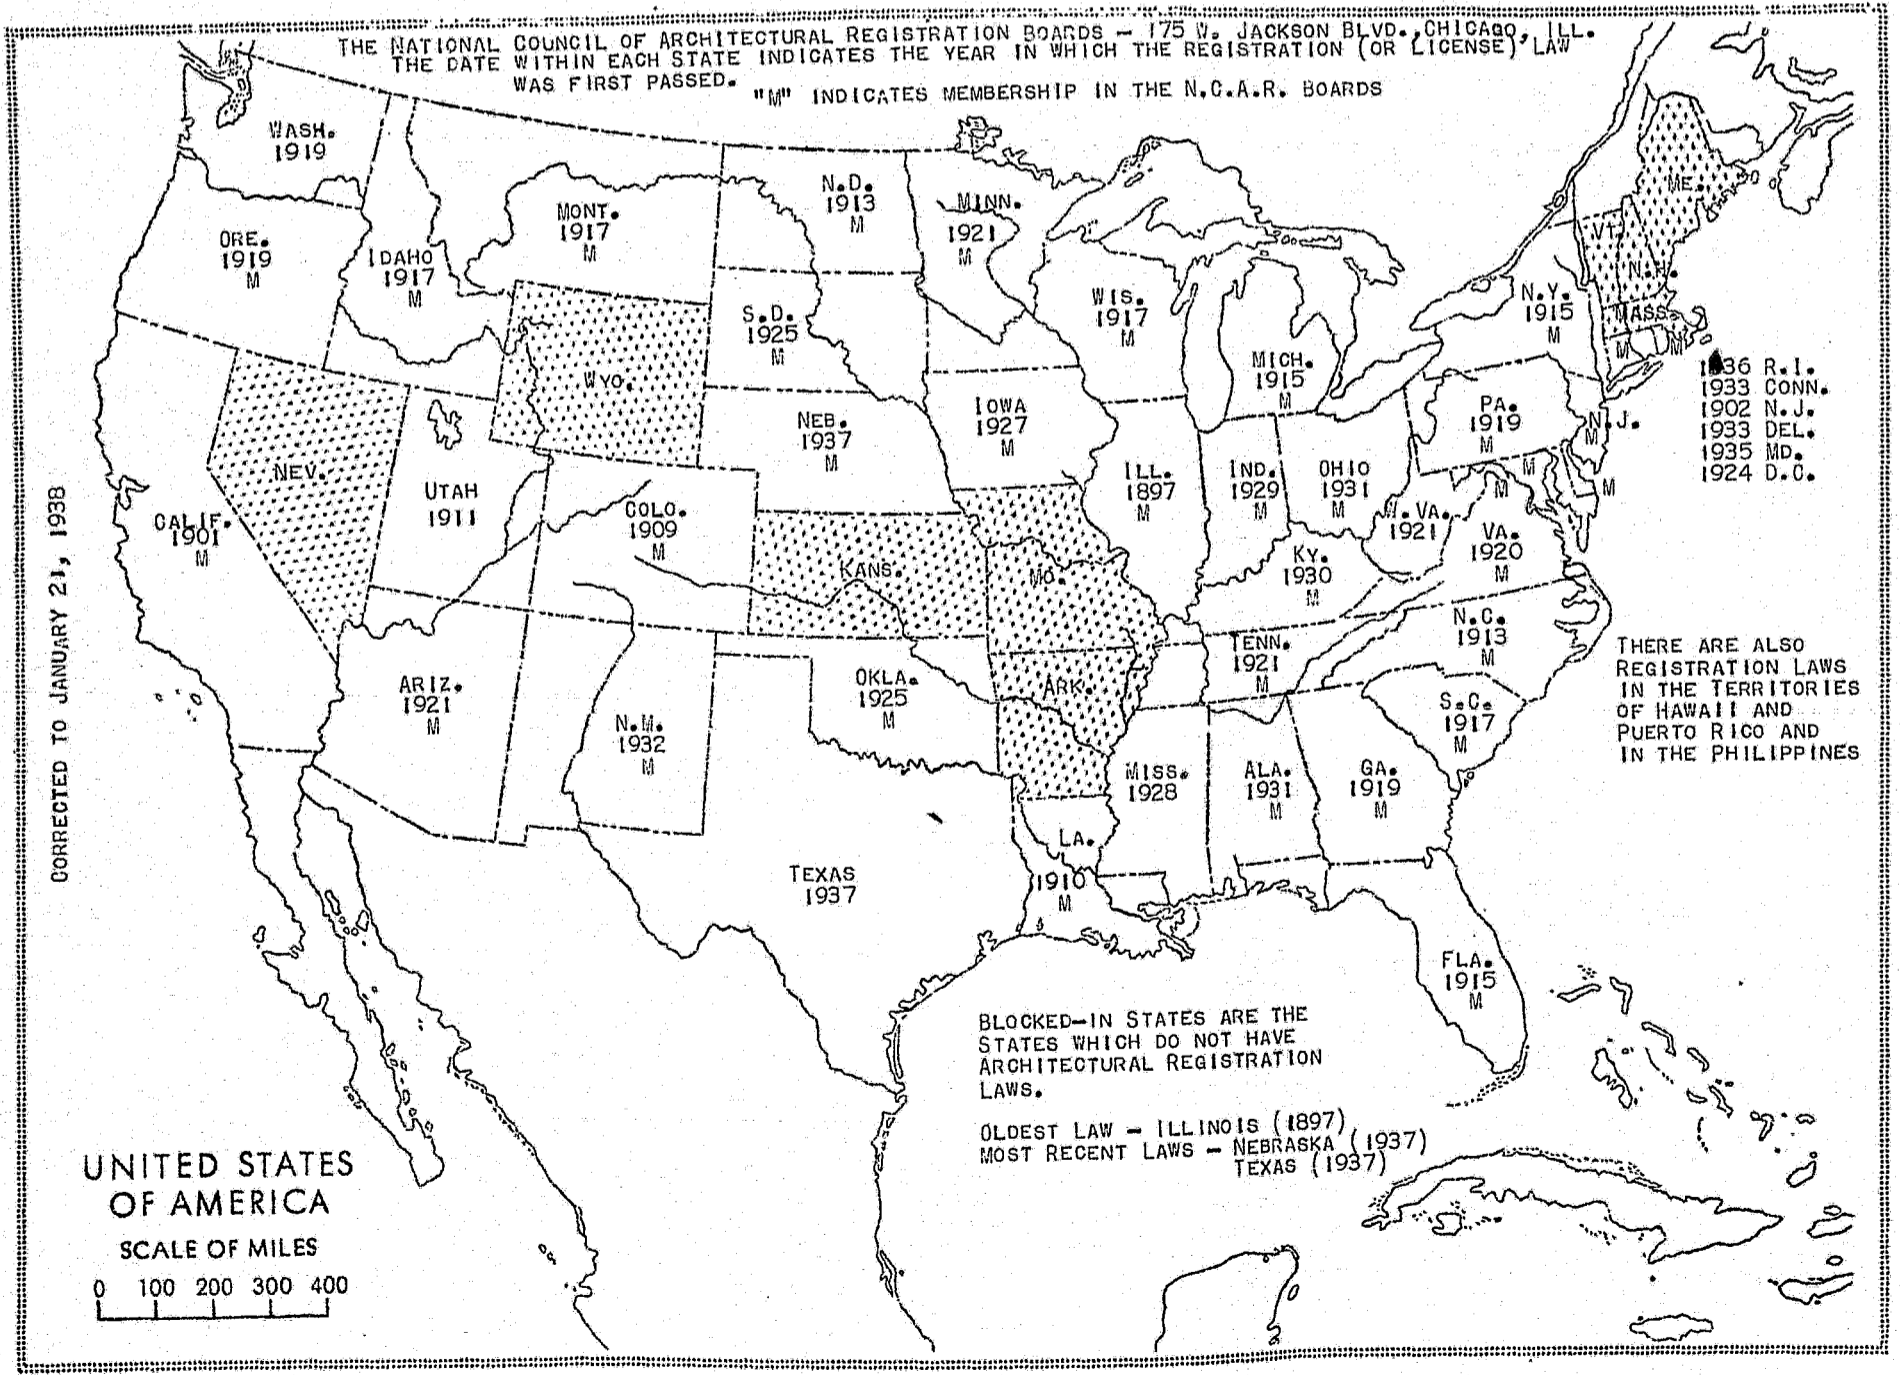 THE NATIONAL COUNCIL OF ARCHITECTURAL REGISTRATION BOARDS — 175 W. JACKSON BLVD., CHICAGO, ILL.
THE DATE WITHIN EACH STATE INDICATES THE YEAR IN WHICH THE REGISTRATION (OR LICENSE) LAW
WAS FIRST PASSED.
"M" INDICATES MEMBERSHIP IN THE N.C.A.R. BOARDS
CORRECTED TO JANUARY 21, 1938
WASH.
1919
ORE.
1919
M
IDAHO
1917
M
MONT.
1917
M
N.D.
1913
M
MINN.
1921
M
S.D.
1925
M
WYO.
WIS.
1917
M
MICH.
1915
M
N.Y.
1915
M
ME.
VT.
N.H.
MASS.
M
M
1936 R.I.
1933 CONN.
1902 N.J.
1933 DEL.
1935 MD.
1924 D.C.
NEV.
CALIF.
1901
M
UTAH
1911
COLO.
1909
M
NEB.
1937
M
IOWA
1927
M
ILL.
1897
M
IND.
1929
M
OHIO
1931
M
PA.
1919
M
N.J.
M
M
M
M
W.VA.
1921
VA.
1920
M
KY.
1930
M
KANS.
MO.
N.C.
1913
M
TENN.
1921
M
ARIZ.
1921
M
N.M.
1932
M
OKLA.
1925
M
ARK.
S.C.
1917
M
MISS.
1928
ALA.
1931
M
GA.
1919
M
TEXAS
1937
LA.
1910
M
FLA.
1915
M
THERE ARE ALSO
REGISTRATION LAWS
IN THE TERRITORIES
OF HAWAII AND
PUERTO RICO AND
IN THE PHILIPPINES
BLOCKED—IN STATES ARE THE
STATES WHICH DO NOT HAVE
ARCHITECTURAL REGISTRATION
LAWS.
OLDEST LAW — ILLINOIS (1897)
MOST RECENT LAWS — NEBRASKA (1937)
TEXAS (1937)
UNITED STATES
OF AMERICA
SCALE OF MILES
0 100 200 300 400